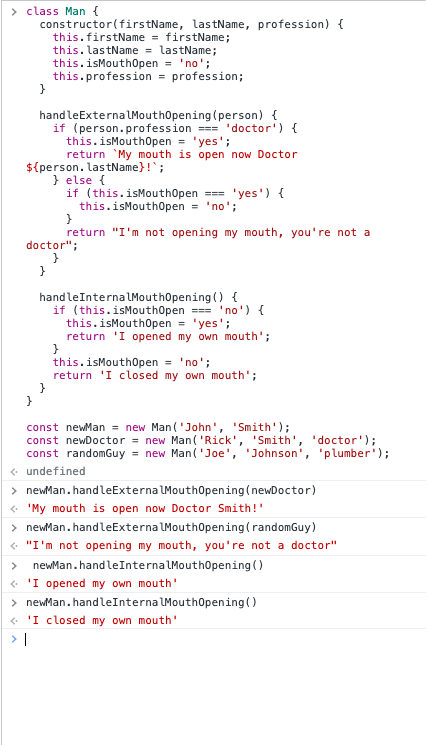 class Man {
  constructor(firstName, lastName, profession) {
    this.firstName = firstName;
    this.lastName = lastName;
    this.isMouthOpen = 'no';
    this.profession = profession;
  }

  handleExternalMouthOpening(person) {
    if (person.profession === 'doctor') {
      this.isMouthOpen = 'yes';
      return `My mouth is open now Doctor
${person.lastName}!`;
    } else {
      if (this.isMouthOpen === 'yes') {
        this.isMouthOpen = 'no';
      }
      return "I'm not opening my mouth, you're not a
doctor";
    }
  }

  handleInternalMouthOpening() {
    if (this.isMouthOpen === 'no') {
      this.isMouthOpen = 'yes';
      return 'I opened my own mouth';
    }
    this.isMouthOpen = 'no';
    return 'I closed my own mouth';
  }
}

const newMan = new Man('John', 'Smith');
const newDoctor = new Man('Rick', 'Smith', 'doctor');
const randomGuy = new Man('Joe', 'Johnson', 'plumber');
undefined
newMan.handleExternalMouthOpening(newDoctor)
'My mouth is open now Doctor Smith!'
newMan.handleExternalMouthOpening(randomGuy)
"I'm not opening my mouth, you're not a doctor"
newMan.handleInternalMouthOpening()
'I opened my own mouth'
newMan.handleInternalMouthOpening()
'I closed my own mouth'